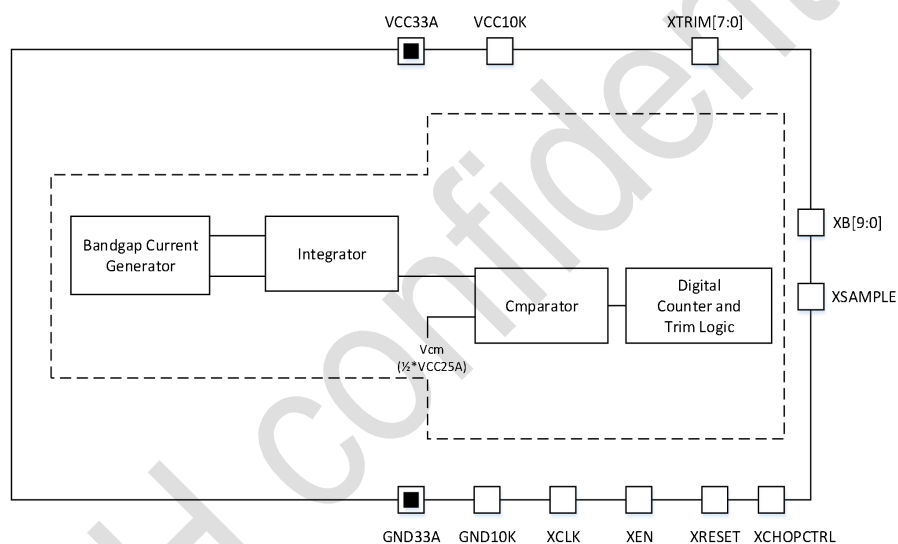 VCC33A VCC10K XTRIM[7:0]
XB[9:0]
Bandgap Current
Generator
Integrator
XSAMPLE
Cmparator
Digital
Counter and
Trim Logic
Vcm
(½*VCC25A)
GND33A GND10K XCLK XEN XRESET XCHOPCTRL
H confident